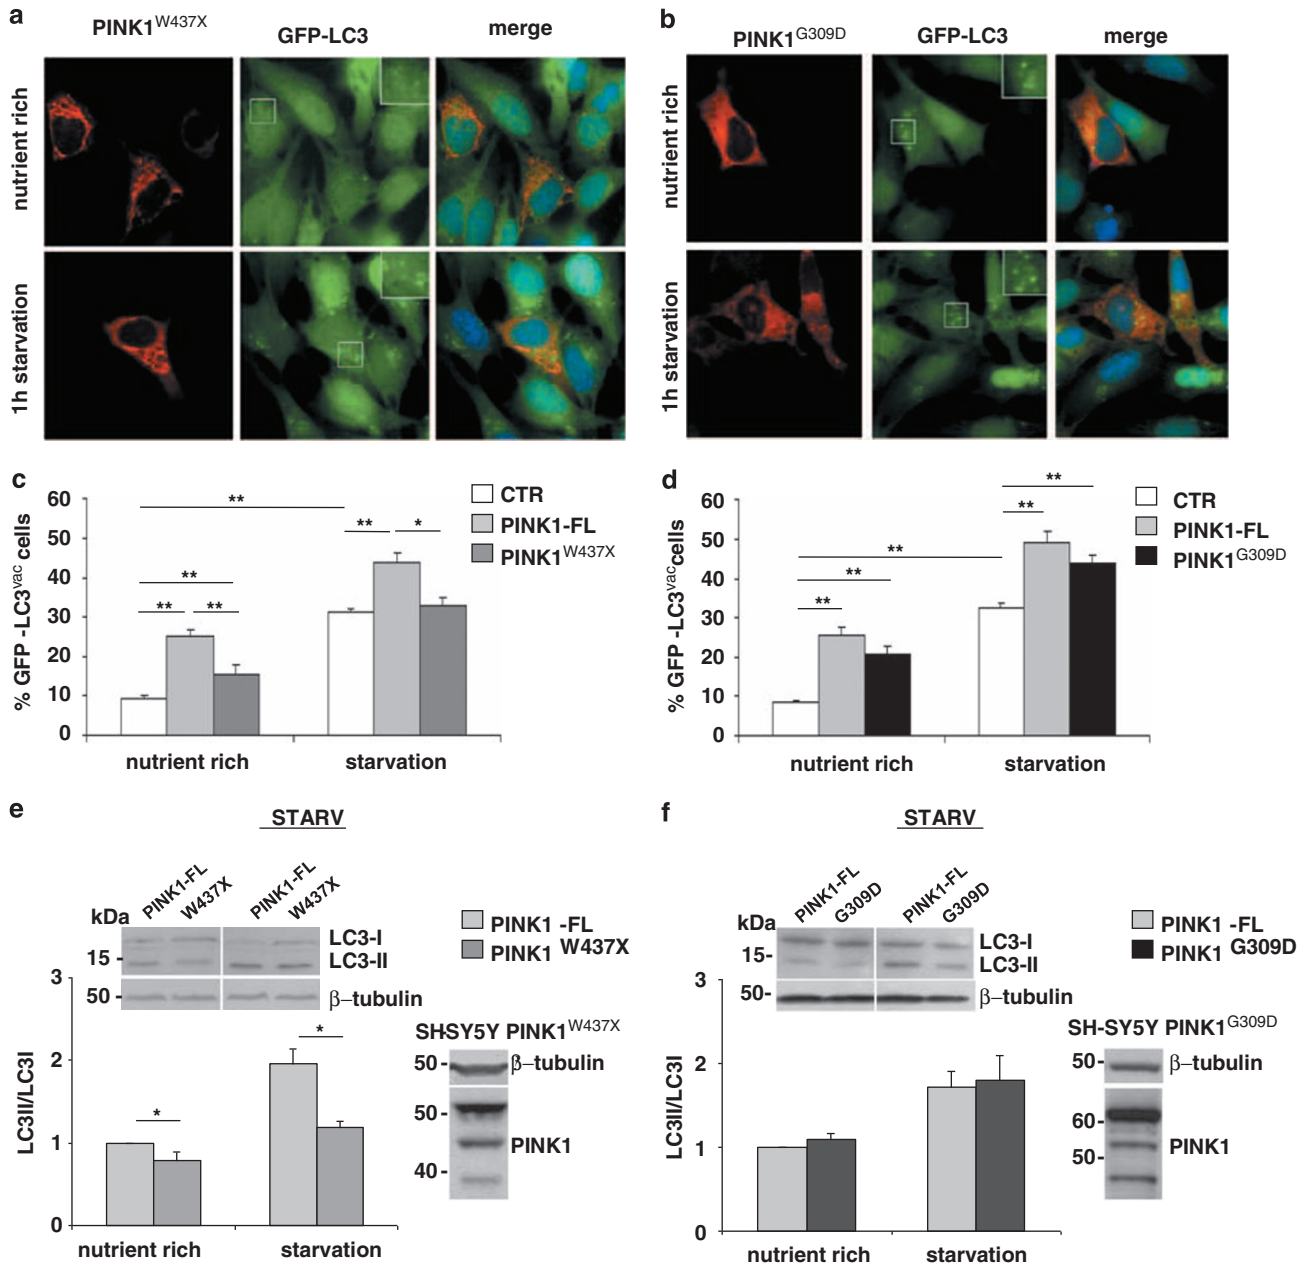 a
PINK1W437X
GFP-LC3
merge
nutrient rich
1h starvation
b
PINK1G309D
GFP-LC3
merge
nutrient rich
1h starvation
c
60
50
40
30
20
10
0
% GFP -LC3vac cells
** ** ** ** ** *
CTR
PINK1-FL
PINK1W437X
nutrient rich
starvation
d
60
50
40
30
20
10
0
% GFP -LC3vac cells
** ** ** ** **
CTR
PINK1-FL
PINK1G309D
nutrient rich
starvation
e
STARV
PINK1-FL
W437X
PINK1-FL
W437X
kDa
15-
50-
LC3-I
LC3-II
β–tubulin
PINK1 -FL
PINK1 W437X
3
2
1
0
LC3II/LC3I
*
*
nutrient rich
starvation
SH-SY5Y PINK1W437X
50-
β–tubulin
50-
PINK1
40-
f
STARV
PINK1-FL
G309D
PINK1-FL
G309D
kDa
15-
50-
LC3-I
LC3-II
β–tubulin
PINK1 -FL
PINK1 G309D
3
2
1
0
LC3II/LC3I
nutrient rich
starvation
SH-SY5Y PINK1G309D
50-
β–tubulin
60-
PINK1
50-